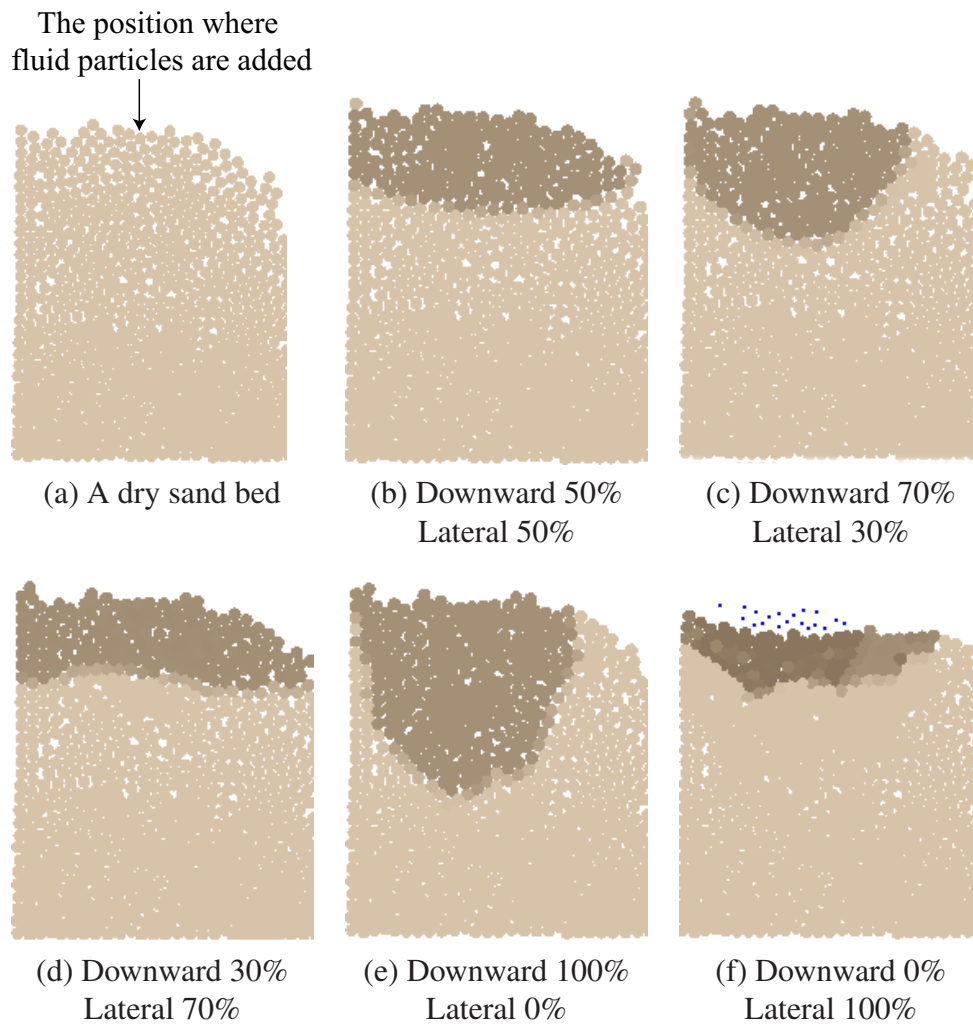 The position where
fluid particles are added
(a) A dry sand bed
(b) Downward 50%
Lateral 50%
(c) Downward 70%
Lateral 30%
(d) Downward 30%
Lateral 70%
(e) Downward 100%
Lateral 0%
(f) Downward 0%
Lateral 100%